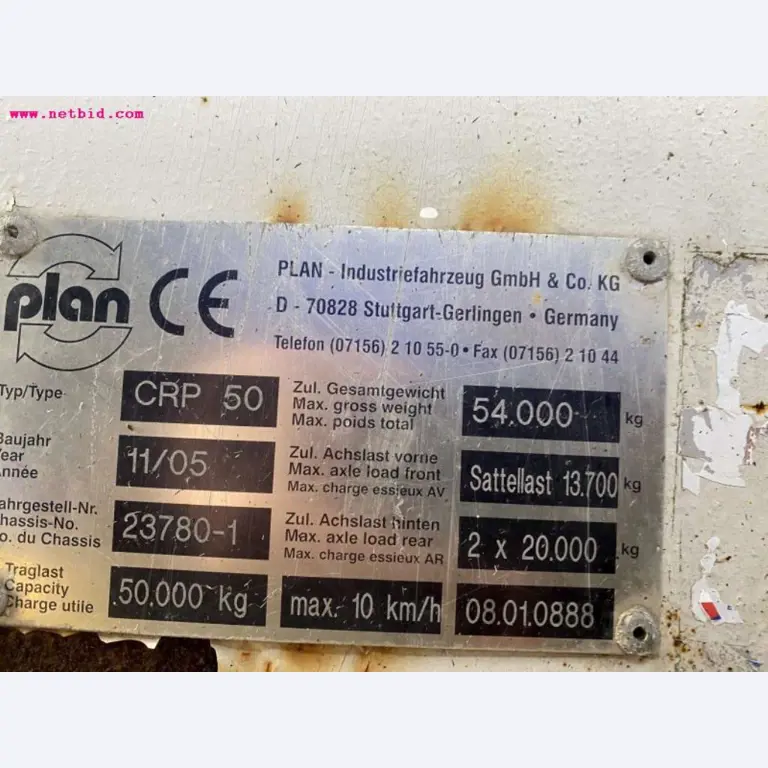 www.netbid.com
plan CE
PLAN - Industriefahrzeug GmbH & Co. KG
D - 70828 Stuttgart-Gerlingen • Germany
Telefon (07156) 2 10 55-0 • Fax (07156) 2 10 44
Typ/Type
CRP 50
Zul. Gesamtgewicht
Max. gross weight
Max. poids total
54.000 kg
Baujahr
Year
Année
11/05
Zul. Achslast vorne
Max. axle load front
Max. charge essieux AV
Sattellast 13.700 kg
ahrgestell-Nr.
Chassis-No.
o. du Chassis
23780-1
Zul. Achslast hinten
Max. axle load rear
Max. charge essieux AR
2 x 20.000 kg
Traglast
Capacity
Charge utile
50.000 kg
max. 10 km/h
08.01.0888